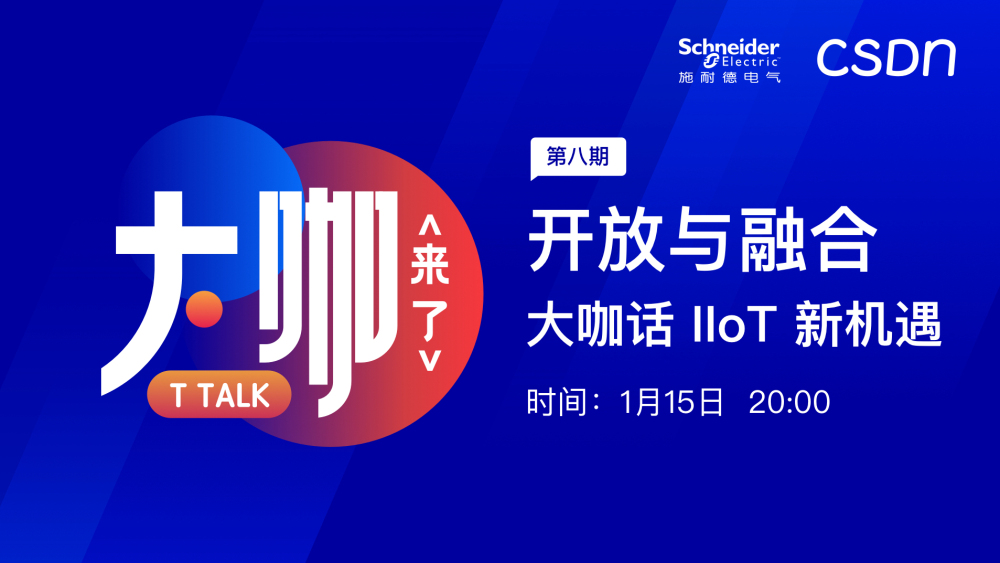 Schneider
Electric
施耐德电气
CSDN
大咖
<来了>
T TALK
第八期
开放与融合
大咖话 IIoT 新机遇
时间：1月15日 20:00